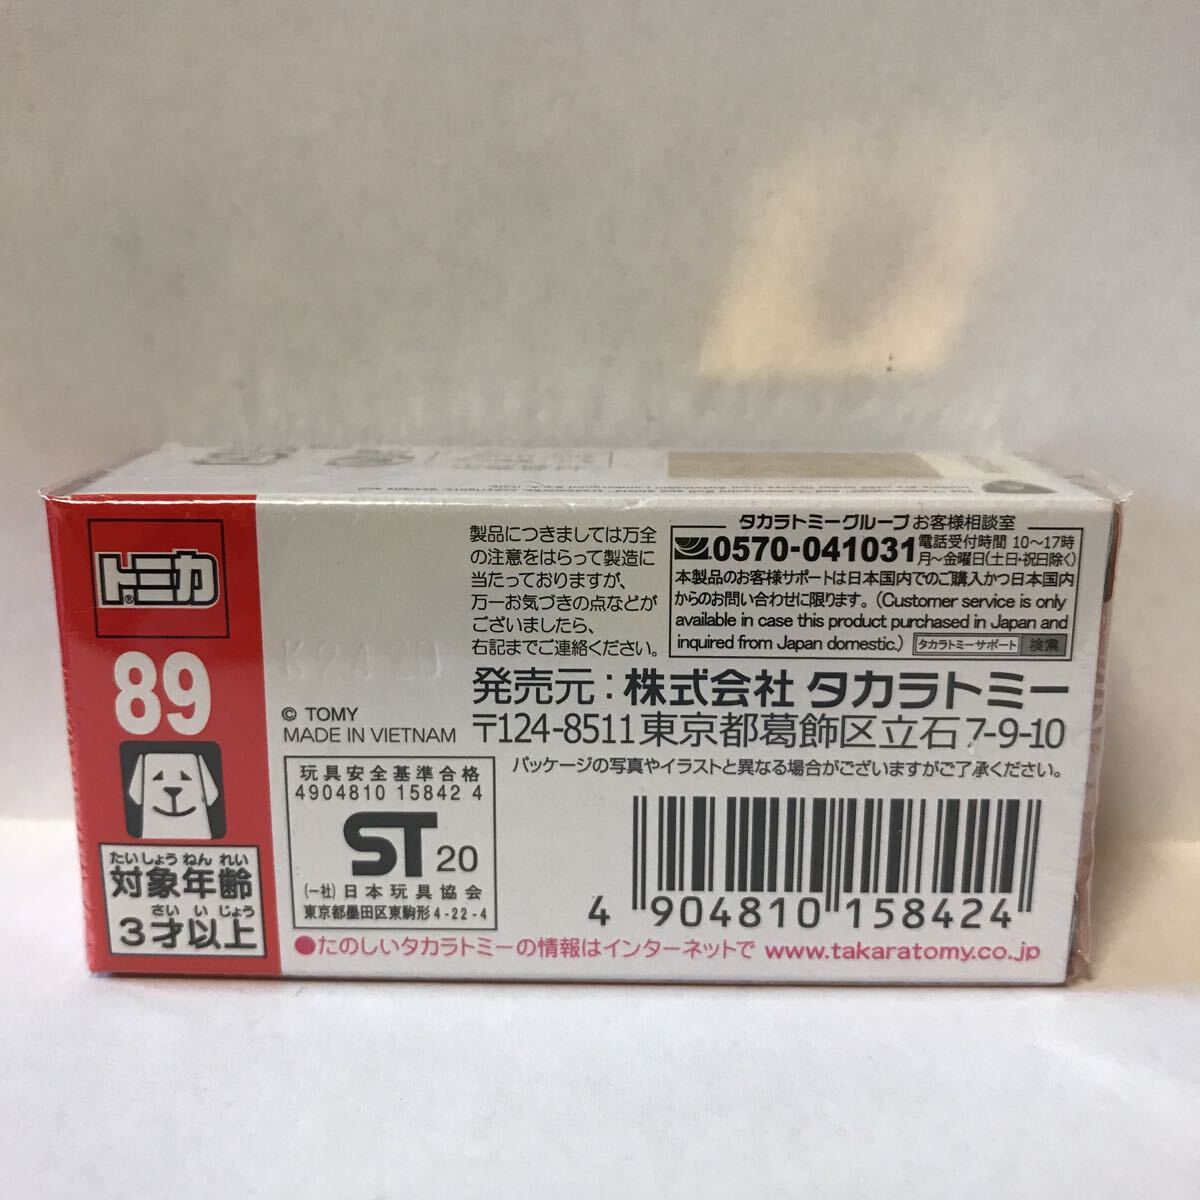 トミカ®
89
たいしょう ねん れい
対象年齢
さい い じょう
3才以上
© TOMY
MADE IN VIETNAM
玩具安全基準合格
4904810 15842 4
ST 20
(一社)日本玩具協会
東京都墨田区東駒形4-22-4
製品につきましては万全
の注意をはらって製造に
当たっておりますが、
万一お気づきの点などが
ございましたら、
右記までご連絡ください。
タカラトミーグループ お客様相談室
0570-041031
電話受付時間 10〜17時
月〜金曜日(土日・祝日除く)
本製品のお客様サポートは日本国内でのご購入かつ日本国内
からのお問い合わせに限ります。(Customer service is only
available in case this product purchased in Japan and
inquired from Japan domestic.) タカラトミーサポート 検索
発売元:株式会社 タカラトミー
〒124-8511 東京都葛飾区立石 7-9-10
パッケージの写真やイラストと異なる場合がございますがご了承ください。
4 904810 158424
●たのしいタカラトミーの情報はインターネットで www.takaratomy.co.jp